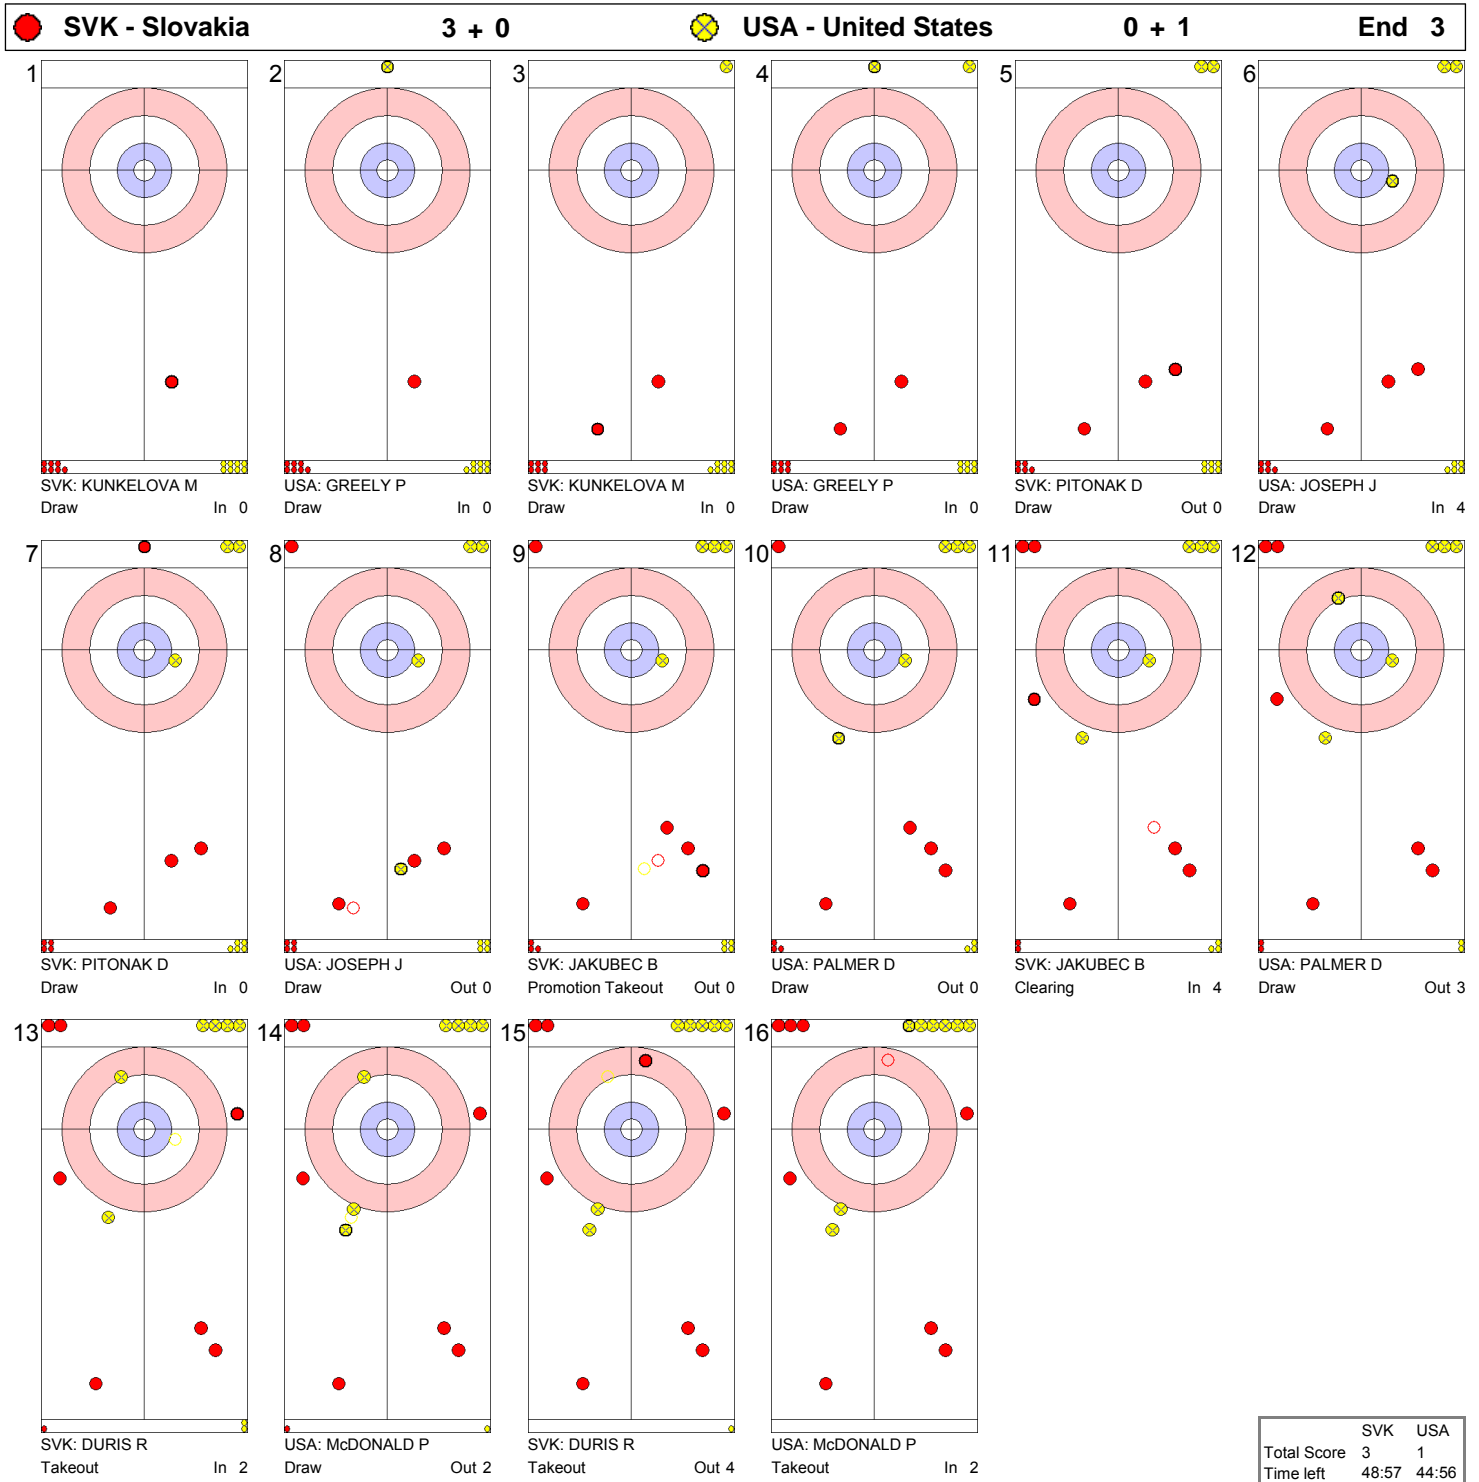 SVK - Slovakia 3 + 0 USA - United States 0 + 1 End 3
1 2 3 4 5 6
SVK: KUNKELOVA M USA: GREELY P SVK: KUNKELOVA M USA: GREELY P SVK: PITONAK D USA: JOSEPH J
Draw In 0 Draw In 0 Draw In 0 Draw In 0 Draw Out 0 Draw In 4
7 8 9 10 11 12
SVK: PITONAK D USA: JOSEPH J SVK: JAKUBEC B USA: PALMER D SVK: JAKUBEC B USA: PALMER D
Draw In 0 Draw Out 0 Promotion Takeout Out 0 Draw Out 0 Clearing In 4 Draw Out 3
13 14 15 16
SVK: DURIS R USA: McDONALD P SVK: DURIS R USA: McDONALD P
Takeout In 2 Draw Out 2 Takeout Out 4 Takeout In 2
SVK USA
Total Score 3 1
Time left 48:57 44:56